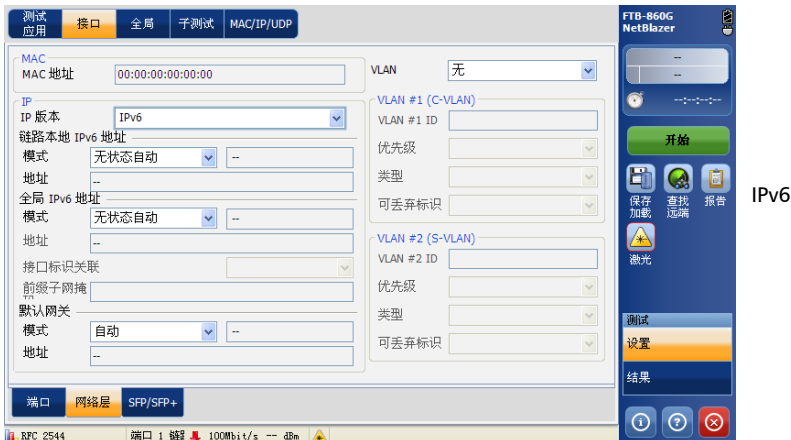 测试
应用
接口
全局
子测试
MAC/IP/UDP
MAC
MAC 地址
00:00:00:00:00:00
IP
IP 版本
IPv6
链路本地 IPv6 地址
模式
无状态自动
--
地址
--
全局 IPv6 地址
模式
无状态自动
--
地址
--
接口标识关联
前缀子网掩
默认网关
模式
自动
--
地址
--
VLAN
无
VLAN #1 (C-VLAN)
VLAN #1 ID
优先级
类型
可丢弃标识
VLAN #2 (S-VLAN)
VLAN #2 ID
优先级
类型
可丢弃标识
端口
网络层
SFP/SFP+
RFC 2544
端口 1 链路
100Mbit/s -- dBm
FTB-860G
NetBlazer
--
--
--:--:--
开始
保存
加载
查找
远端
报告
激光
测试
设置
结果
IPv6